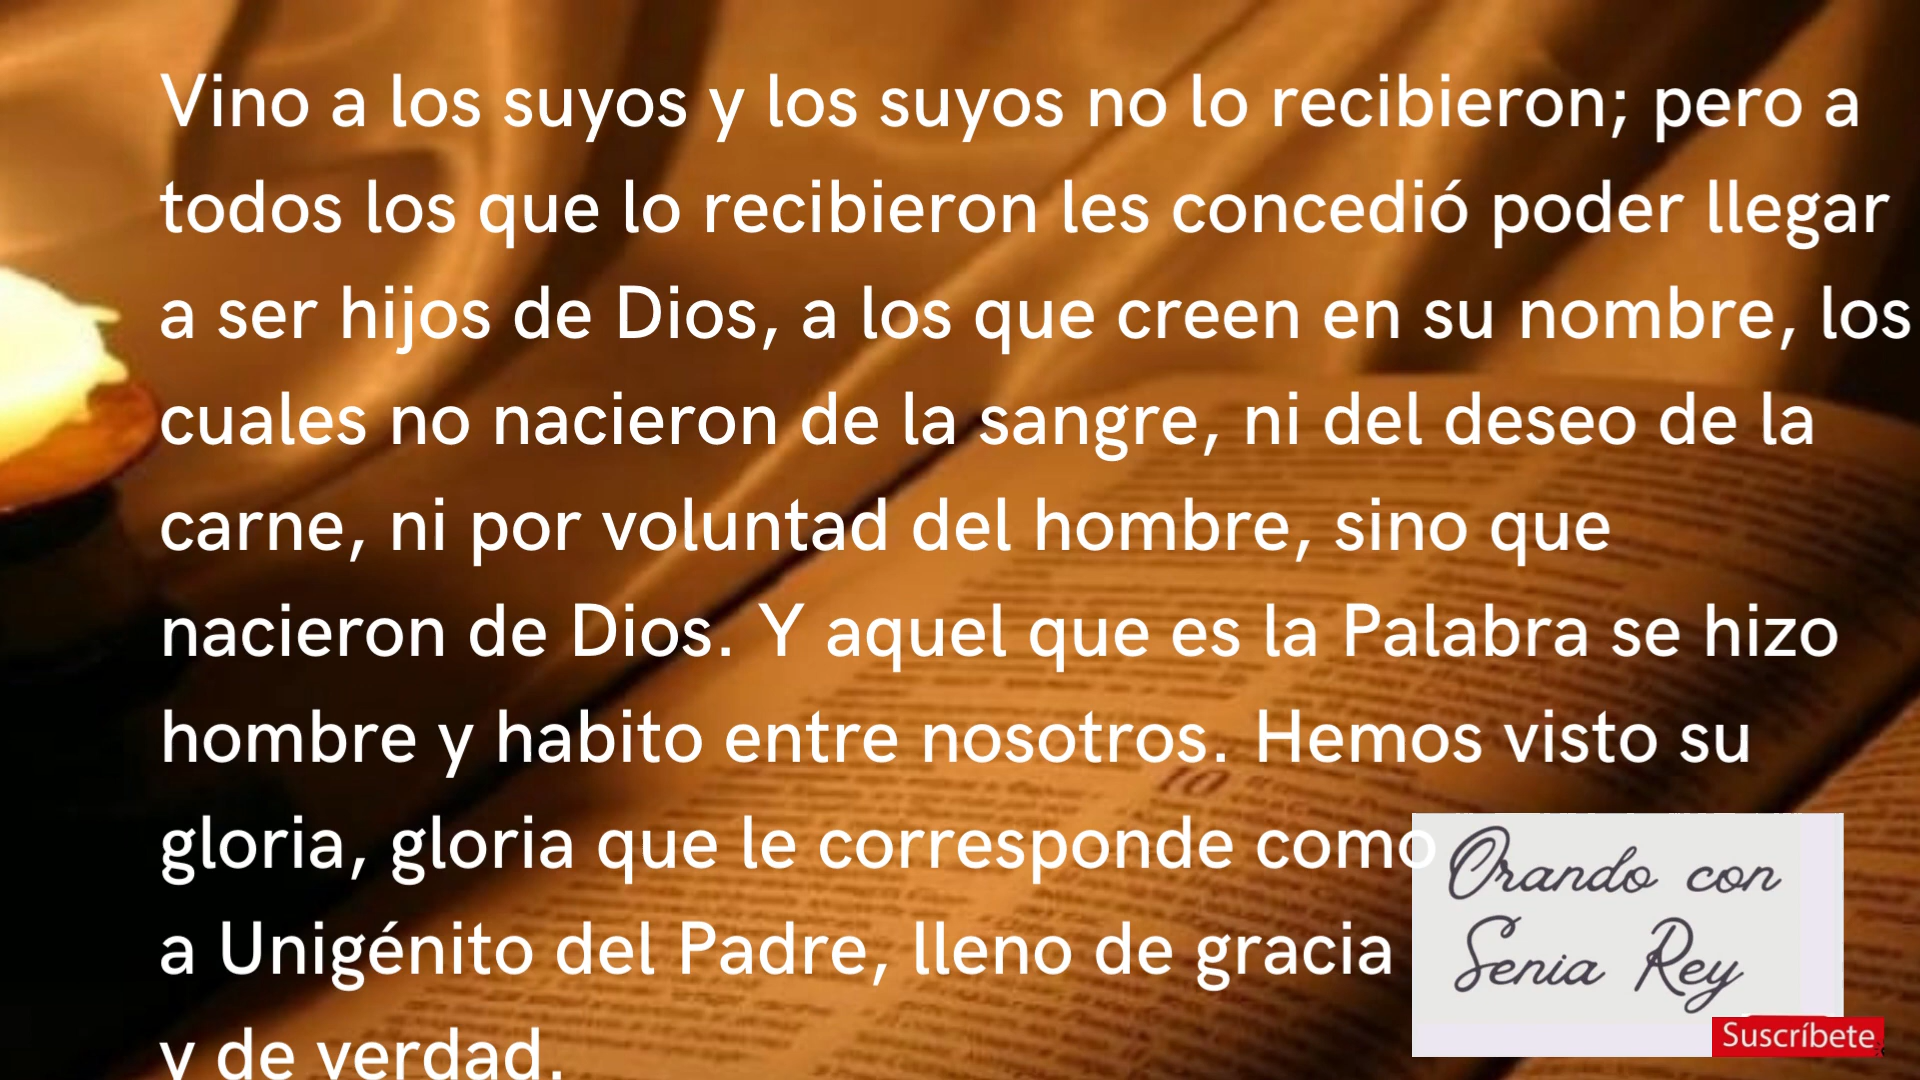 Vino a los suyos y los suyos no lo recibieron; pero a
todos los que lo recibieron les concedió poder llegar
a ser hijos de Dios, a los que creen en su nombre, los
cuales no nacieron de la sangre, ni del deseo de la
carne, ni por voluntad del hombre, sino que
nacieron de Dios. Y aquel que es la Palabra se hizo
hombre y habito entre nosotros. Hemos visto su
gloria, gloria que le corresponde como
a Unigénito del Padre, lleno de gracia
y de verdad.
10
Orando con
Senia Rey
Suscríbete